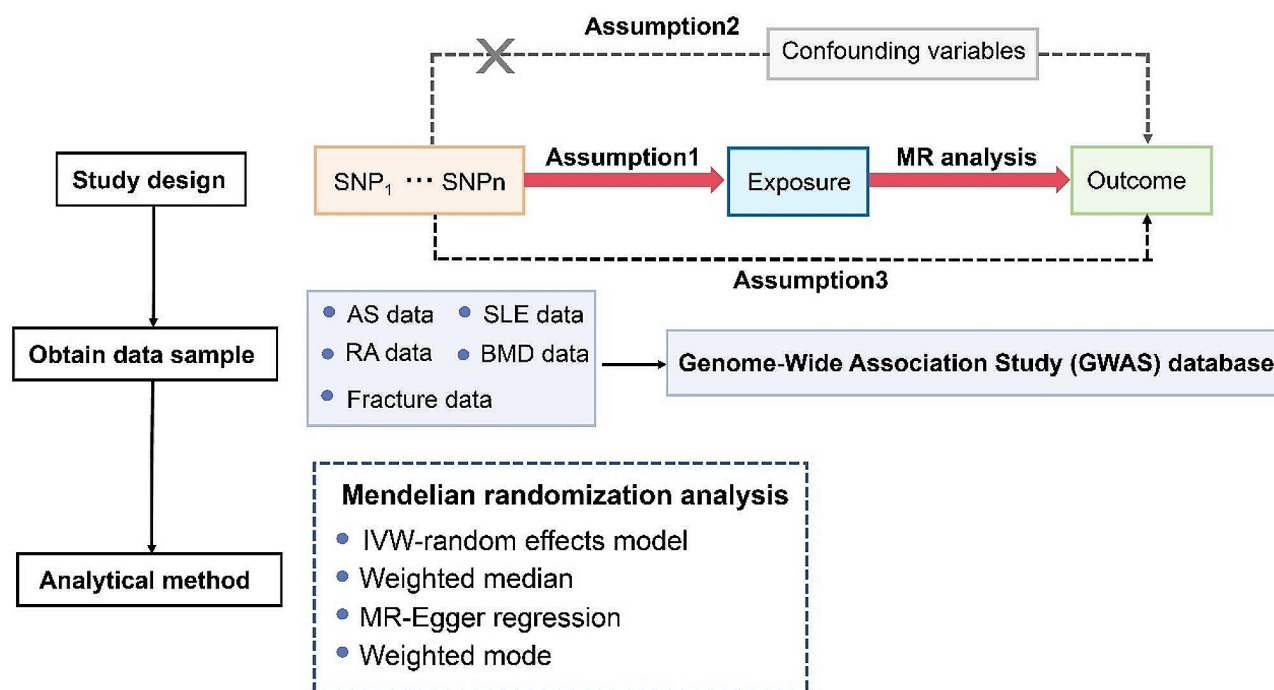 Assumption2
Confounding variables
Study design
SNP1 ··· SNPn
Assumption1
Exposure
MR analysis
Outcome
Assumption3
Obtain data sample
• AS data • SLE data
• RA data • BMD data
• Fracture data
Genome-Wide Association Study (GWAS) database
Analytical method
Mendelian randomization analysis
• IVW-random effects model
• Weighted median
• MR-Egger regression
• Weighted mode